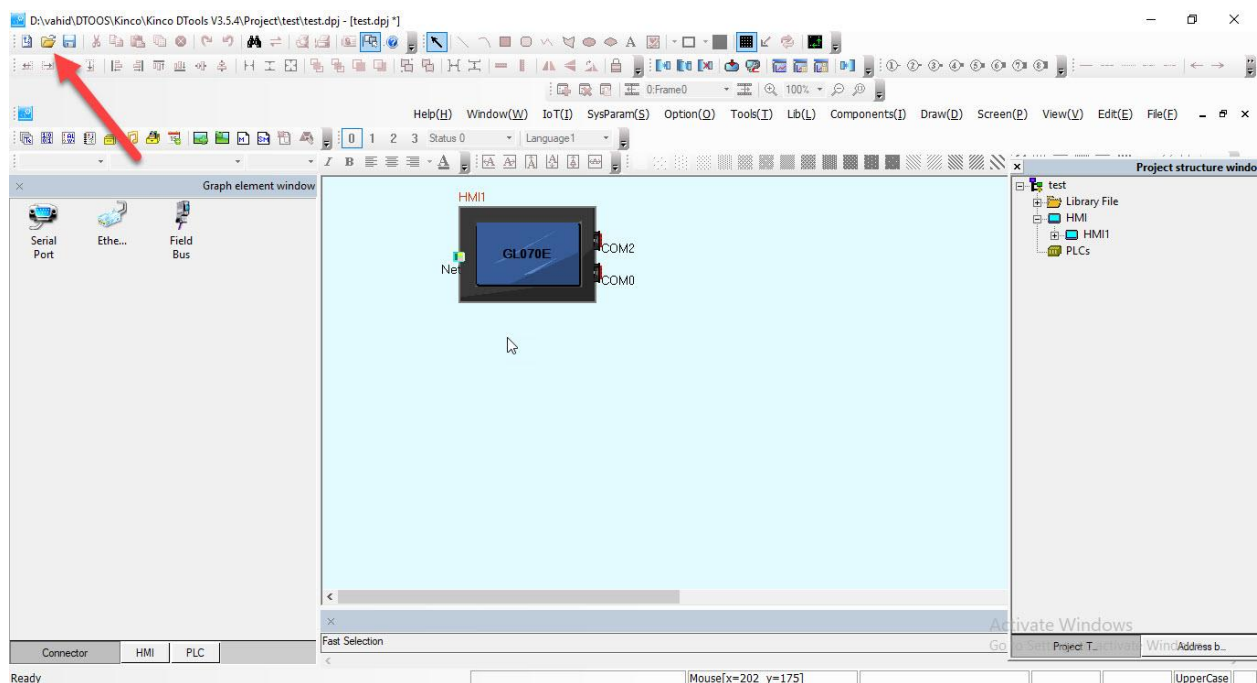 D:\vahid\DTOOS\Kinco\Kinco DTools V3.5.4\Project\test\test.dpj - [test.dpj *]
0:Frame0 100%
Help(H) Window(W) IoT(I) SysParam(S) Option(O) Tools(T) Lib(L) Components(I) Draw(D) Screen(P) View(V) Edit(E) File(F)
0 1 2 3 Status 0 Language1
Graph element window
Project structure windo
Serial Port
Ethe...
Field Bus
HMI1
GL070E
Net
COM2
COM0
test
Library File
HMI
HMI1
PLCs
Fast Selection
Activate Windows
Connector HMI PLC
Project T... Address b...
Ready Mouse[x=202 y=175] UpperCase